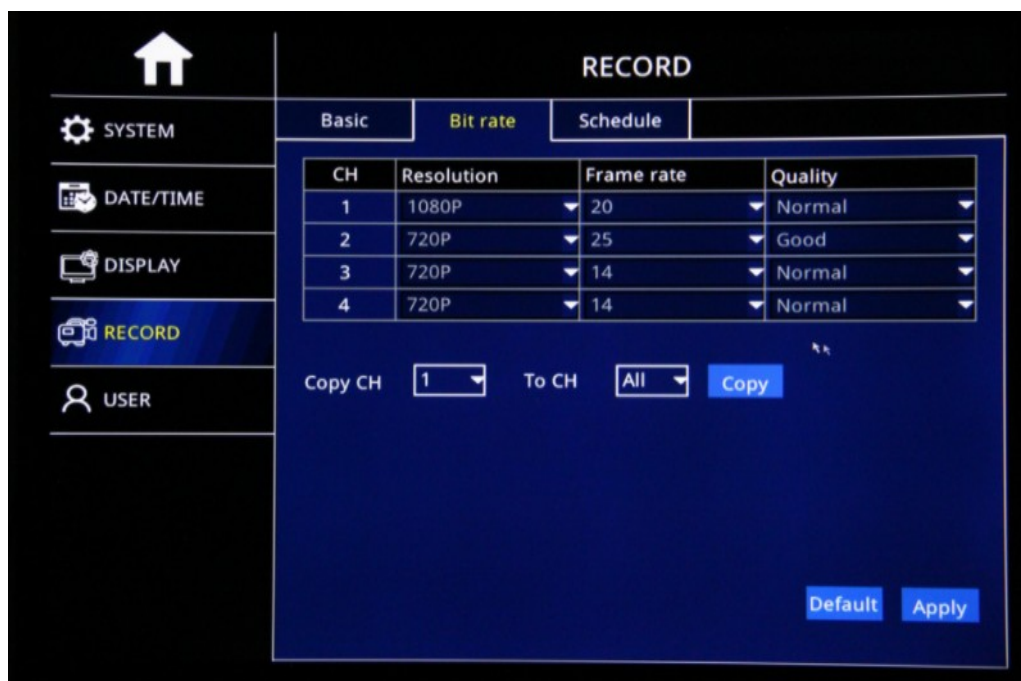 RECORD
SYSTEM
DATE/TIME
DISPLAY
RECORD
USER
Basic Bit rate Schedule
CH Resolution Frame rate Quality
1 1080P 20 Normal
2 720P 25 Good
3 720P 14 Normal
4 720P 14 Normal
Copy CH 1 To CH All Copy
Default Apply